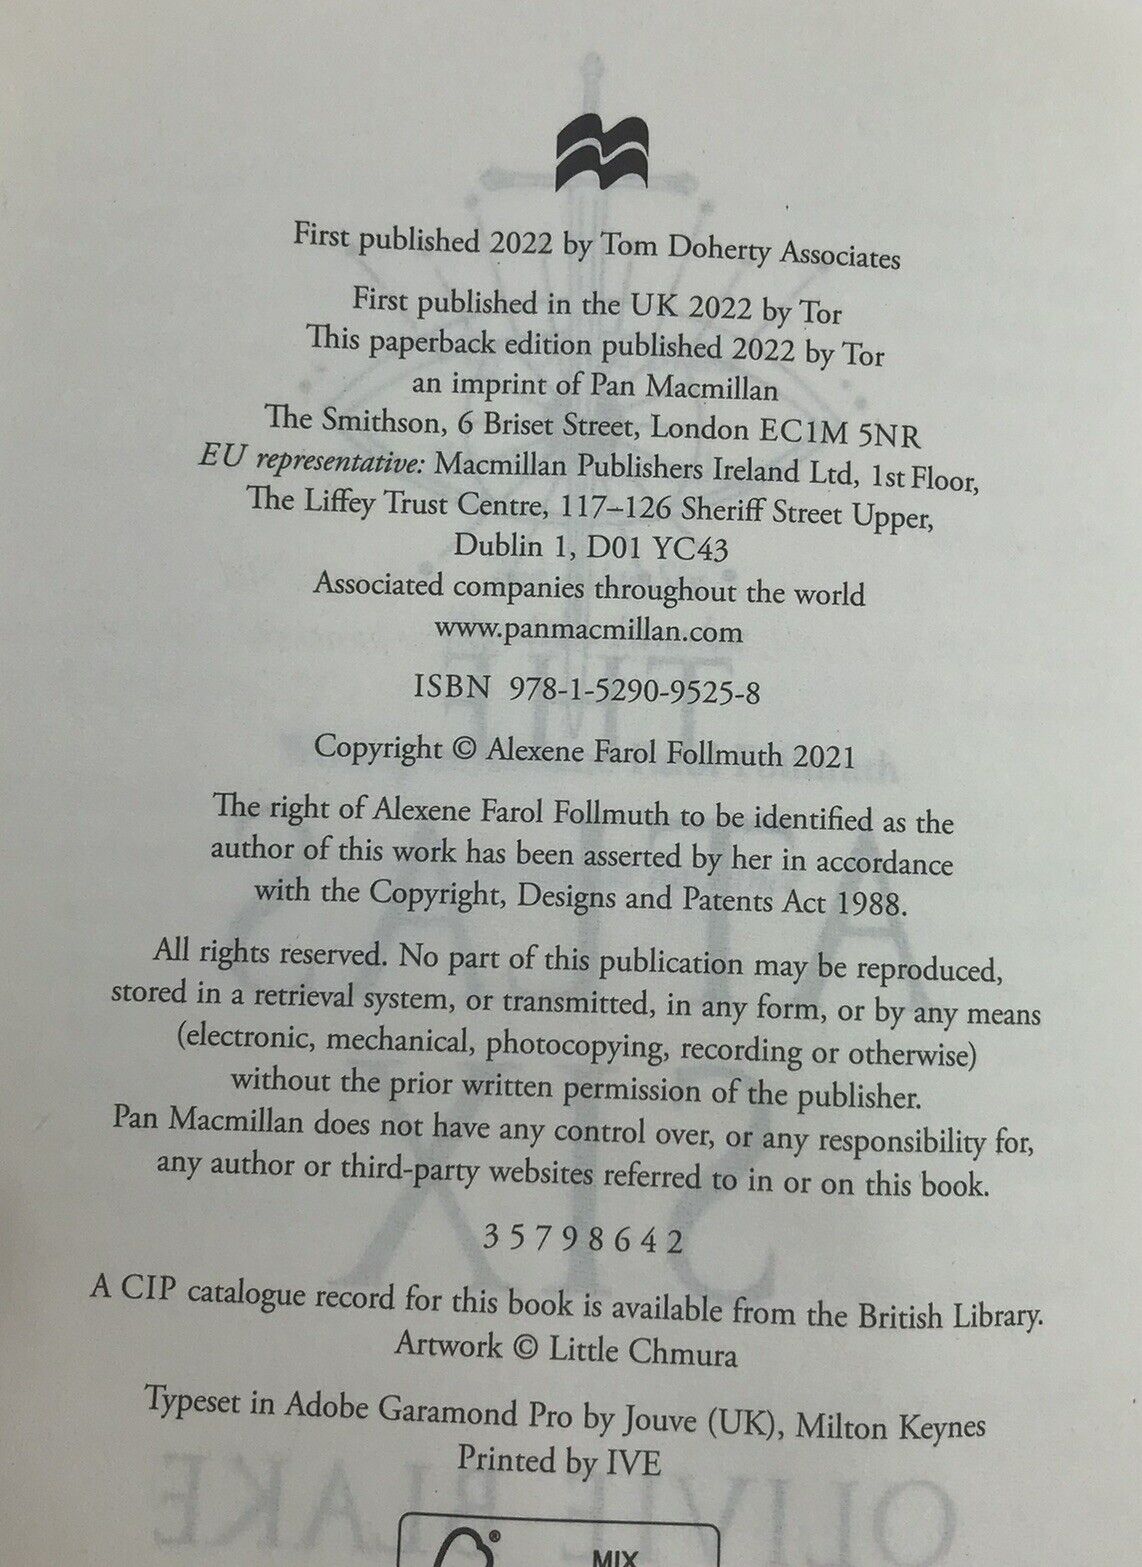 First published 2022 by Tom Doherty Associates
First published in the UK 2022 by Tor
This paperback edition published 2022 by Tor
an imprint of Pan Macmillan
The Smithson, 6 Briset Street, London EC1M 5NR
EU representative: Macmillan Publishers Ireland Ltd, 1st Floor,
The Liffey Trust Centre, 117–126 Sheriff Street Upper,
Dublin 1, D01 YC43
Associated companies throughout the world
www.panmacmillan.com
ISBN 978-1-5290-9525-8
Copyright © Alexene Farol Follmuth 2021
The right of Alexene Farol Follmuth to be identified as the
author of this work has been asserted by her in accordance
with the Copyright, Designs and Patents Act 1988.
All rights reserved. No part of this publication may be reproduced,
stored in a retrieval system, or transmitted, in any form, or by any means
(electronic, mechanical, photocopying, recording or otherwise)
without the prior written permission of the publisher.
Pan Macmillan does not have any control over, or any responsibility for,
any author or third-party websites referred to in or on this book.
3 5 7 9 8 6 4 2
A CIP catalogue record for this book is available from the British Library.
Artwork © Little Chmura
Typeset in Adobe Garamond Pro by Jouve (UK), Milton Keynes
Printed by IVE
® MIX
THE
ATLAS
SIX
OLIVIE BLAKE